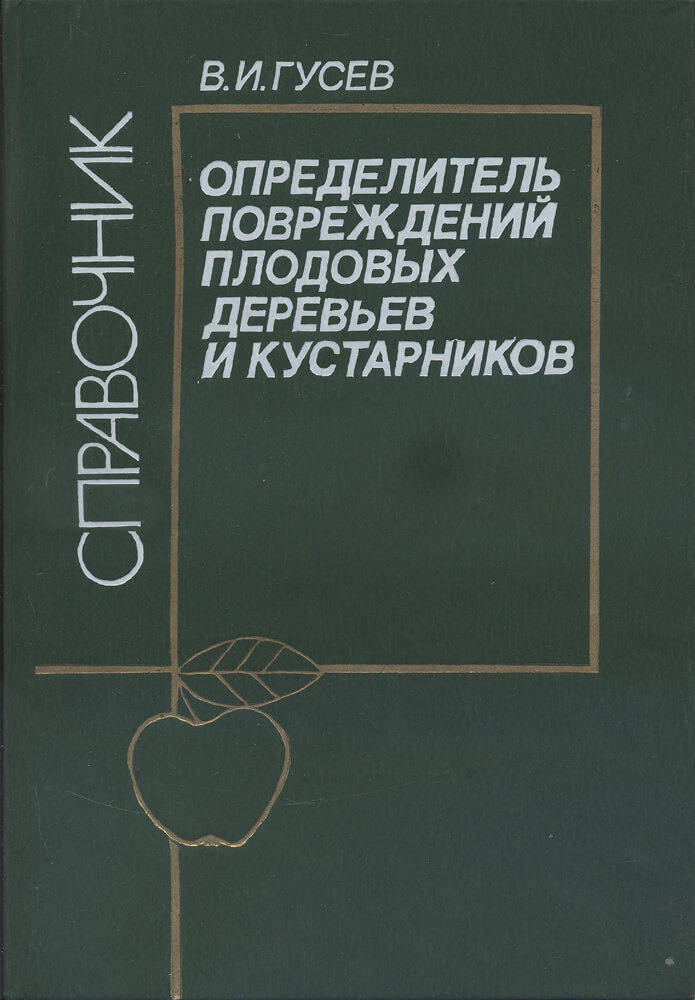 В.И.ГУСЕВ
СПРАВОЧНИК
ОПРЕДЕЛИТЕЛЬ
ПОВРЕЖДЕНИЙ
ПЛОДОВЫХ
ДЕРЕВЬЕВ
И КУСТАРНИКОВ